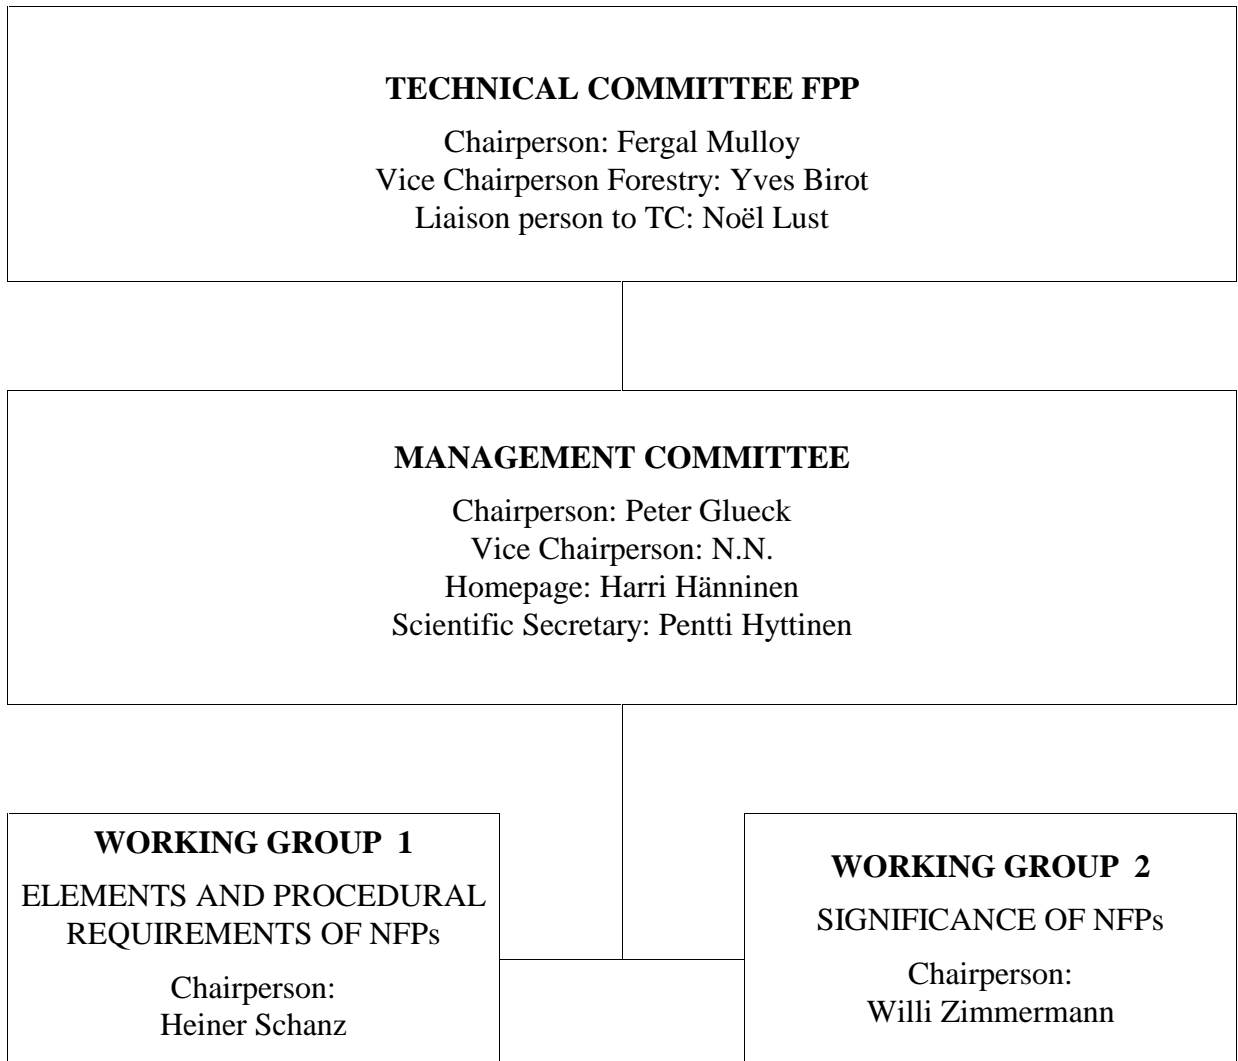 TECHNICAL COMMITTEE FPP
Chairperson: Fergal Mulloy
Vice Chairperson Forestry: Yves Birot
Liaison person to TC: Noël Lust
MANAGEMENT COMMITTEE
Chairperson: Peter Glueck
Vice Chairperson: N.N.
Homepage: Harri Hänninen
Scientific Secretary: Pentti Hyttinen
WORKING GROUP 1
ELEMENTS AND PROCEDURAL
REQUIREMENTS OF NFPs
Chairperson:
Heiner Schanz
WORKING GROUP 2
SIGNIFICANCE OF NFPs
Chairperson:
Willi Zimmermann